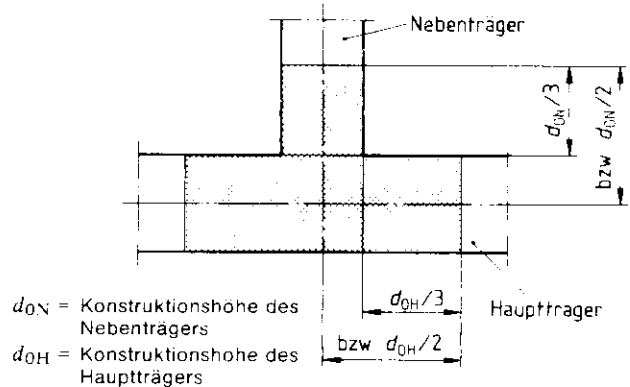 Nebenträger
d0N/3
bzw d0N/2
d0H/3
bzw d0H/2
Hauptträger
d0N = Konstruktionshöhe des
Nebenträgers
d0H = Konstruktionshohe des
Hauptträgers